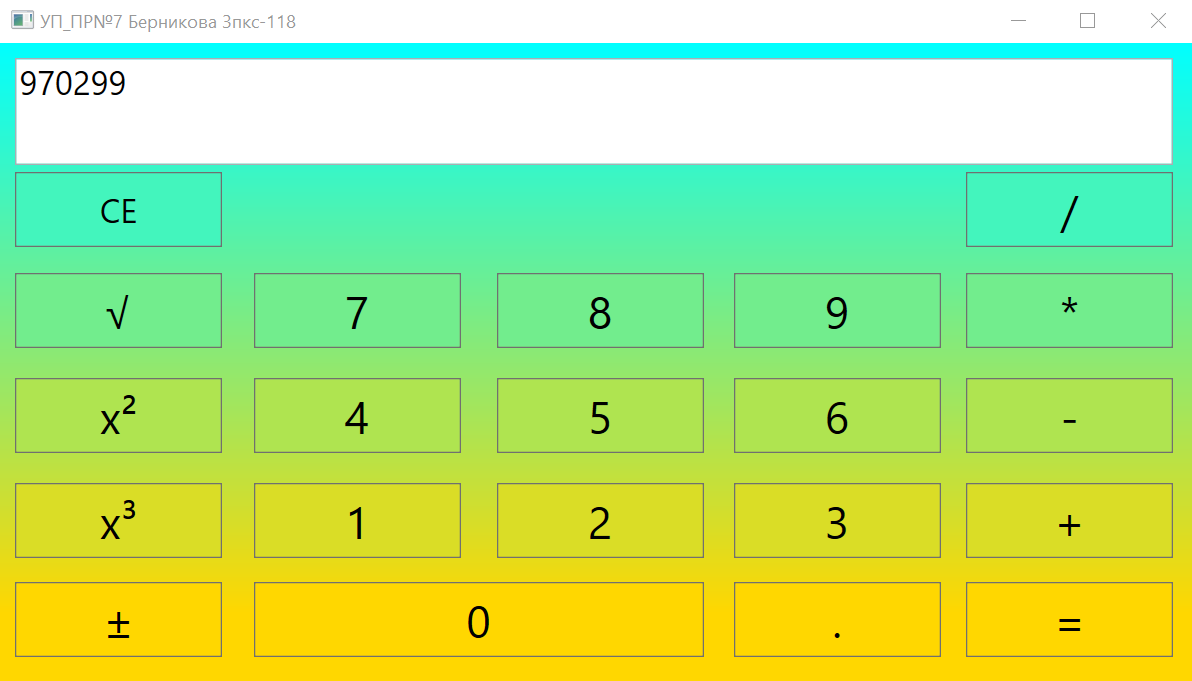 УП_ПР№7 Берникова 3пкс-118
970299
CE /
√ 7 8 9 *
x² 4 5 6 -
x³ 1 2 3 +
± 0 . =